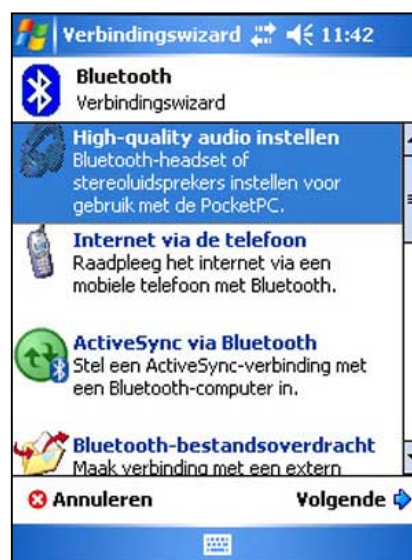 Verbindingswizard 11:42
Bluetooth
Verbindingswizard
High-quality audio instellen
Bluetooth-headset of
stereoluidsprekers instellen voor
gebruik met de PocketPC.
Internet via de telefoon
Raadpleeg het internet via een
mobiele telefoon met Bluetooth.
ActiveSync via Bluetooth
Stel een ActiveSync-verbinding met
een Bluetooth-computer in.
Bluetooth-bestandsoverdracht
Maak verbinding met een extern
Annuleren Volgende